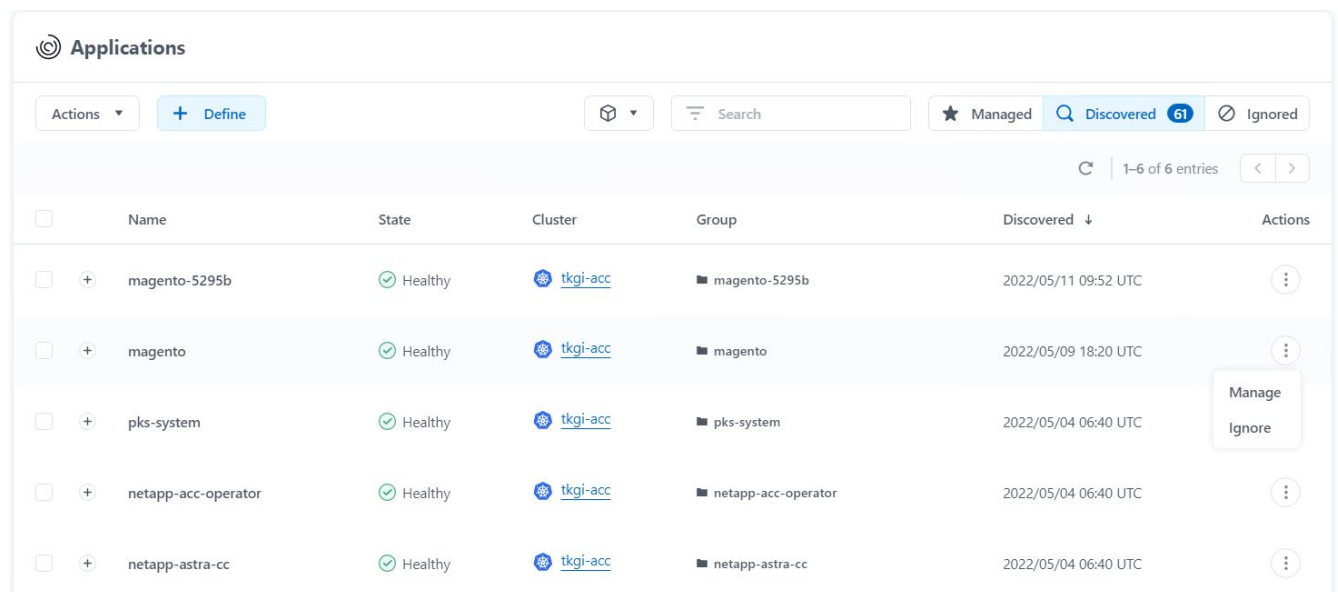 Applications
Actions Define Search Managed Discovered 61 Ignored
1–6 of 6 entries
Name State Cluster Group Discovered ↓ Actions
magento-5295b Healthy tkgi-acc magento-5295b 2022/05/11 09:52 UTC
magento Healthy tkgi-acc magento 2022/05/09 18:20 UTC
Manage
pks-system Healthy tkgi-acc pks-system 2022/05/04 06:40 UTC
Ignore
netapp-acc-operator Healthy tkgi-acc netapp-acc-operator 2022/05/04 06:40 UTC
netapp-astra-cc Healthy tkgi-acc netapp-astra-cc 2022/05/04 06:40 UTC